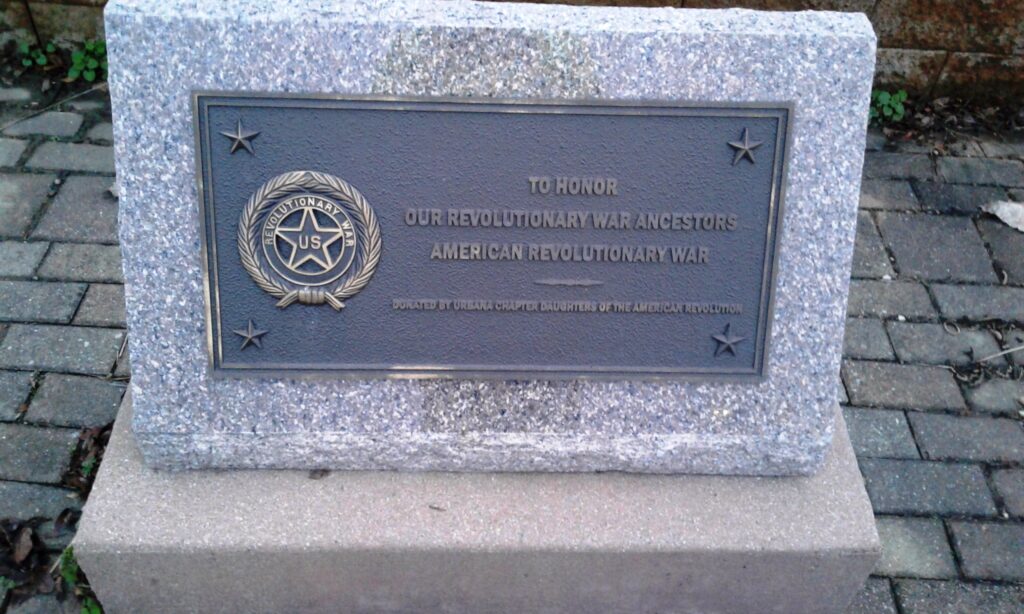 REVOLUTIONARY WAR
US
TO HONOR
OUR REVOLUTIONARY WAR ANCESTORS
AMERICAN REVOLUTIONARY WAR
DONATED BY URBANA CHAPTER DAUGHTERS OF THE AMERICAN REVOLUTION